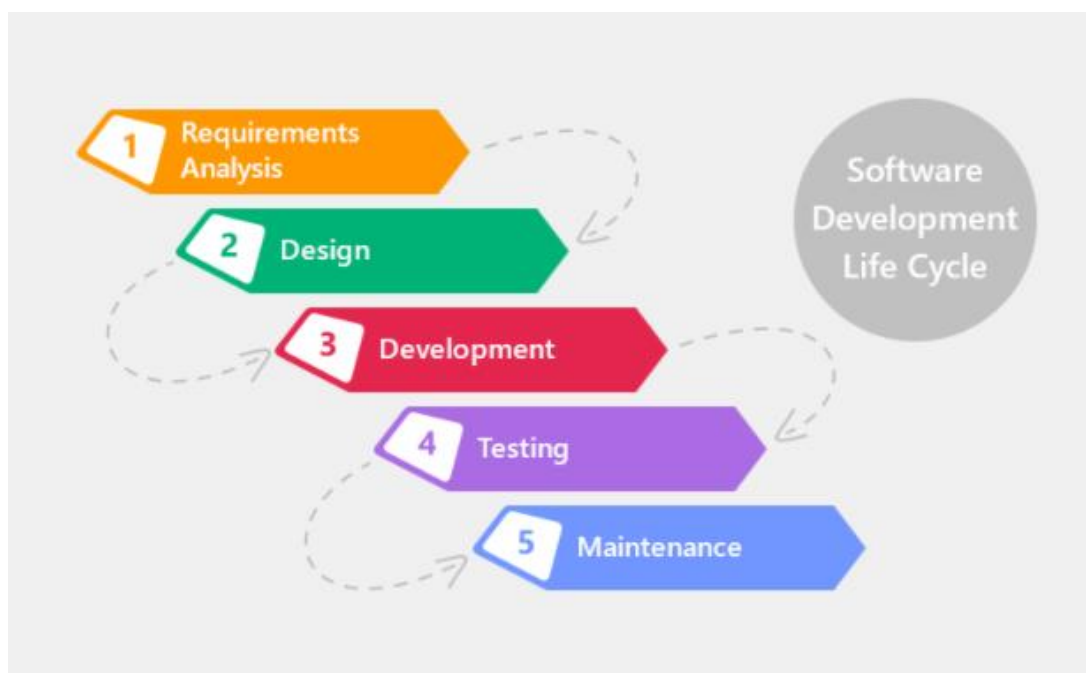 1
Requirements
Analysis
2
Design
3
Development
4
Testing
5
Maintenance
Software
Development
Life Cycle